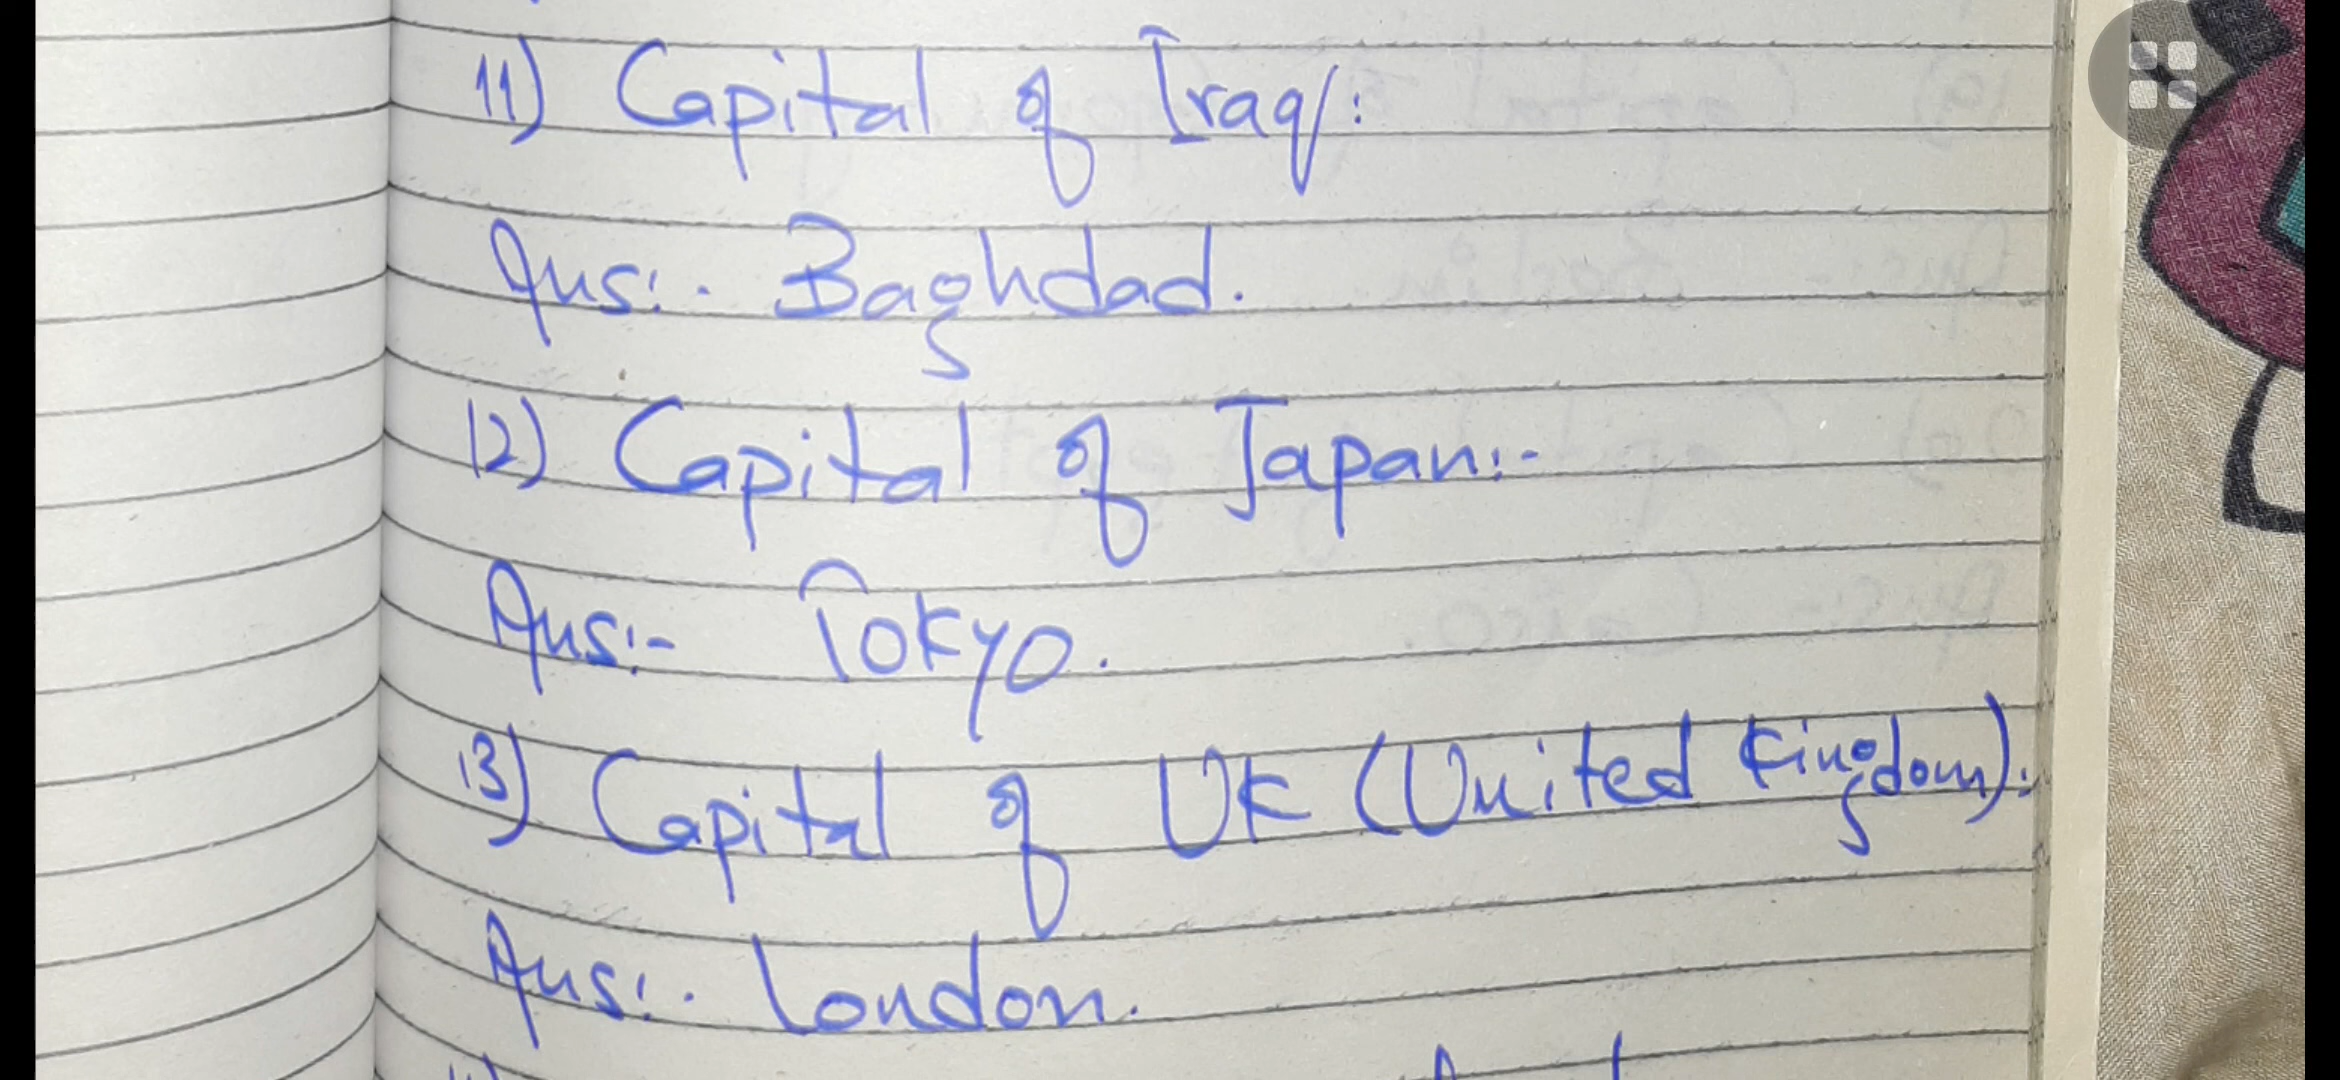 11) Capital of Iraq:
Ans:- Baghdad.
12) Capital of Japan:-
Ans:- Tokyo.
13) Capital of UK (United Kingdom):
Ans:- London.